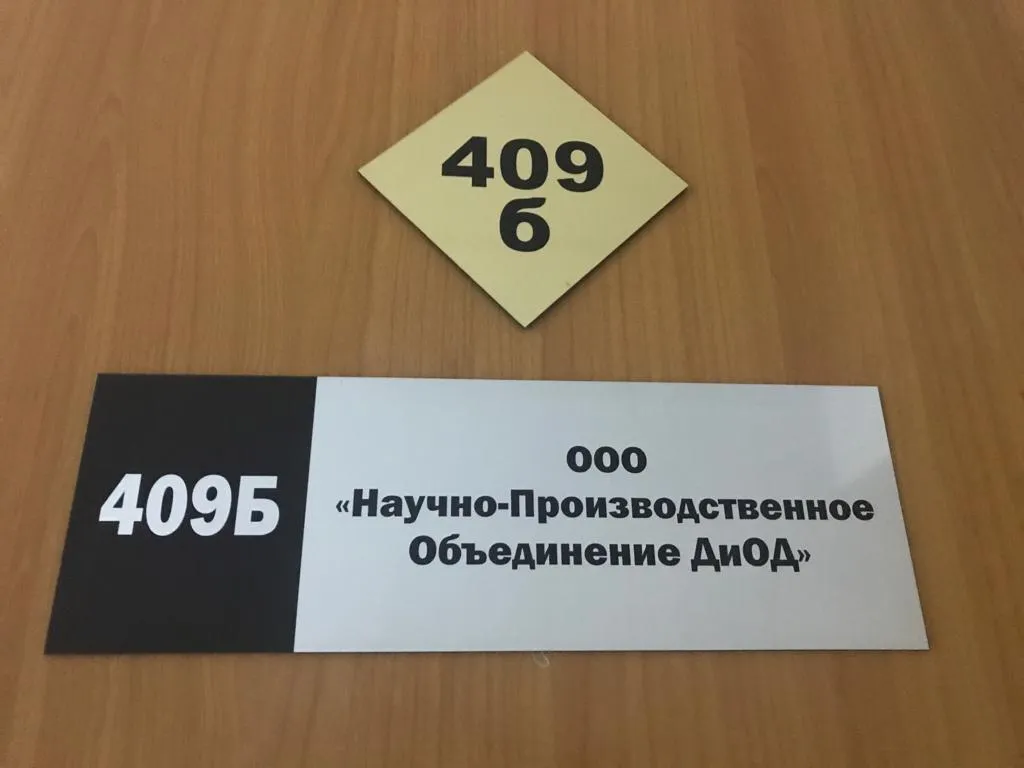 409
б
409Б
ООО
«Научно-Производственное
Объединение ДиОД»